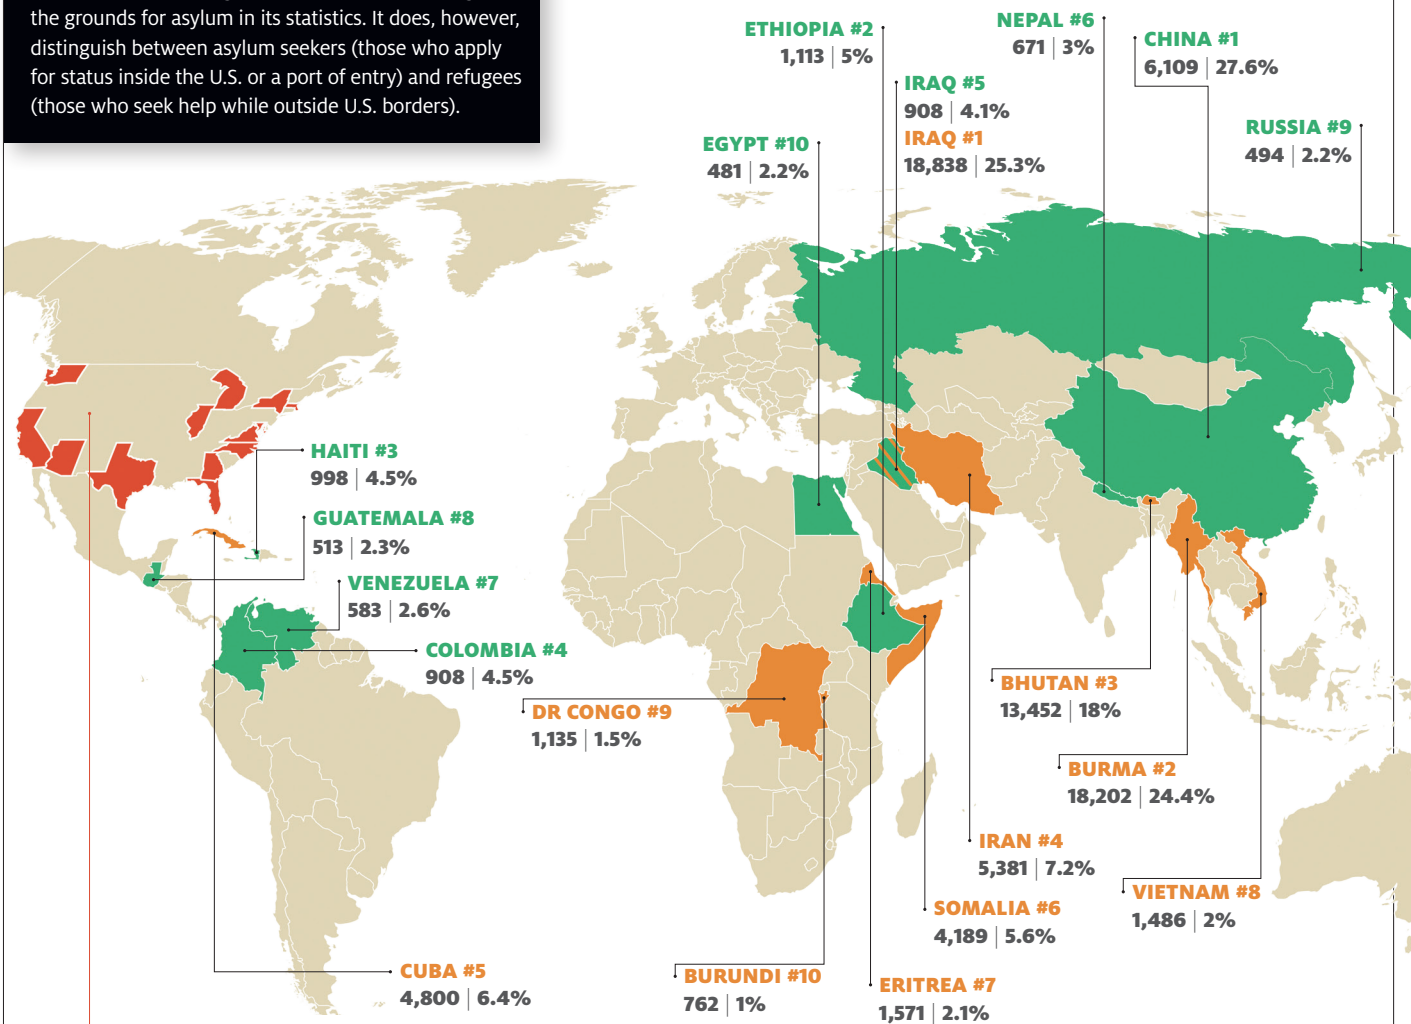 the grounds for asylum in its statistics. It does, however,
distinguish between asylum seekers (those who apply
for status inside the U.S. or a port of entry) and refugees
(those who seek help while outside U.S. borders).
ETHIOPIA #2
1,113 | 5%
NEPAL #6
671 | 3%
CHINA #1
6,109 | 27.6%
IRAQ #5
908 | 4.1%
IRAQ #1
18,838 | 25.3%
EGYPT #10
481 | 2.2%
RUSSIA #9
494 | 2.2%
HAITI #3
998 | 4.5%
GUATEMALA #8
513 | 2.3%
VENEZUELA #7
583 | 2.6%
COLOMBIA #4
908 | 4.5%
DR CONGO #9
1,135 | 1.5%
BHUTAN #3
13,452 | 18%
BURMA #2
18,202 | 24.4%
IRAN #4
5,381 | 7.2%
VIETNAM #8
1,486 | 2%
SOMALIA #6
4,189 | 5.6%
CUBA #5
4,800 | 6.4%
BURUNDI #10
762 | 1%
ERITREA #7
1,571 | 2.1%